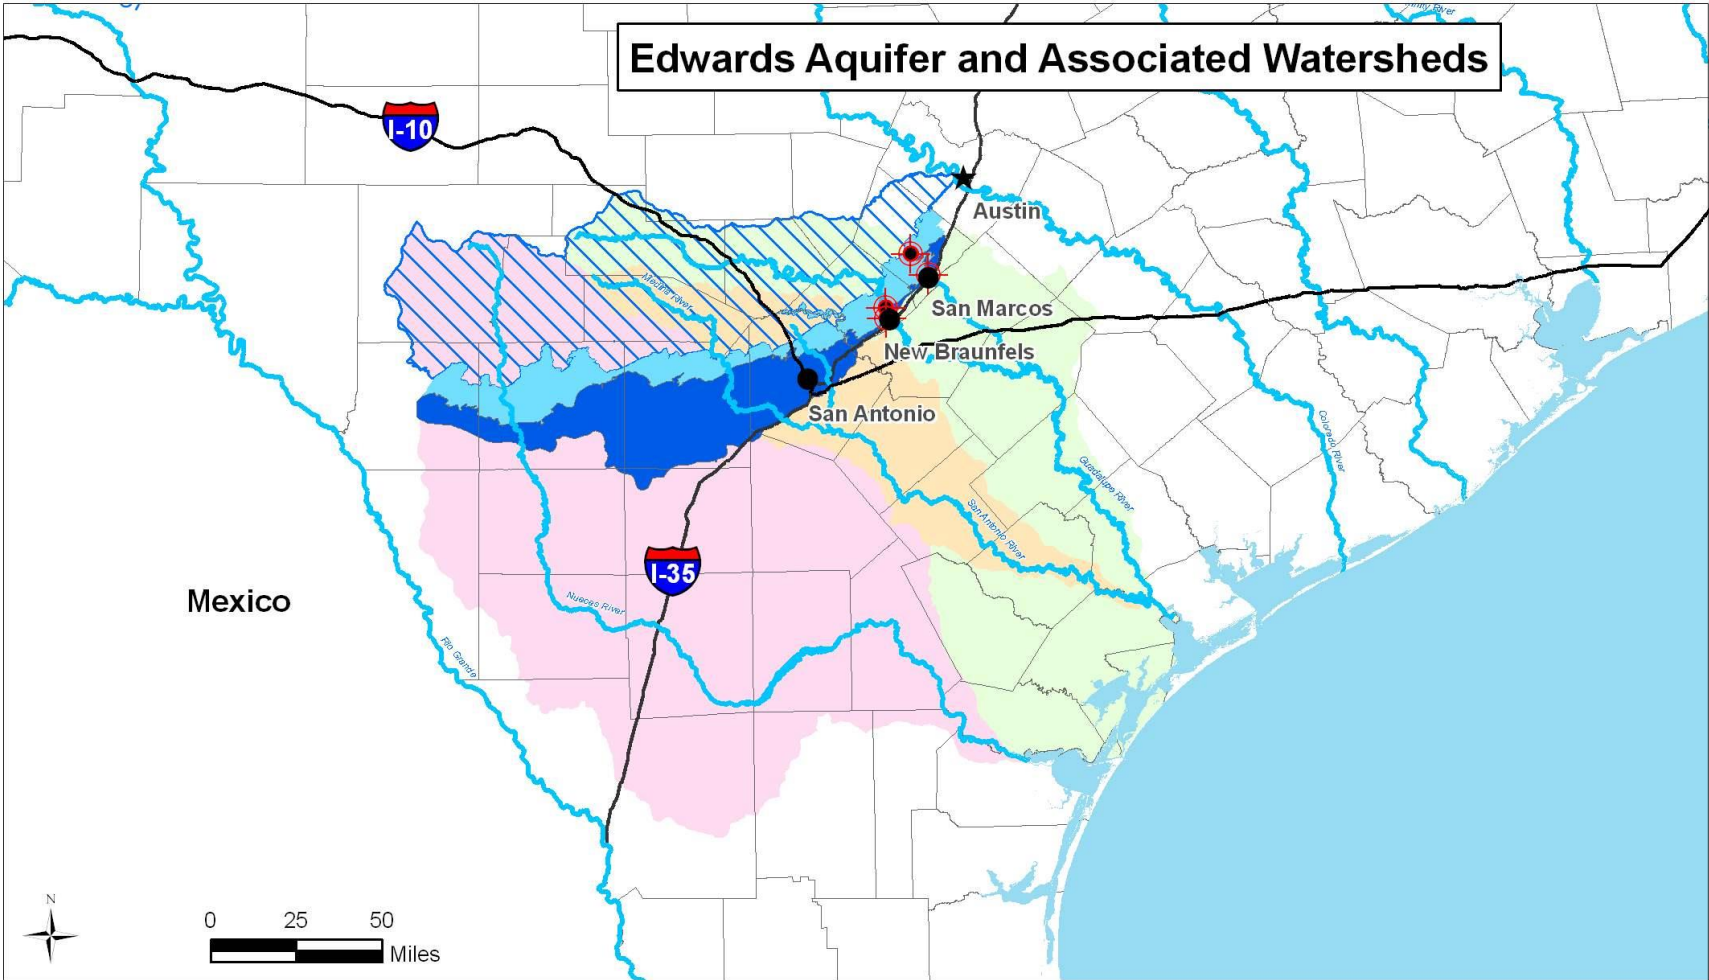 Edwards Aquifer and Associated Watersheds
I-10
Austin
Medina River
San Marcos
New Braunfels
San Antonio
Colorado River
Guadalupe River
San Antonio River
I-35
Mexico
Nueces River
Rio Grande
N
0 25 50
Miles